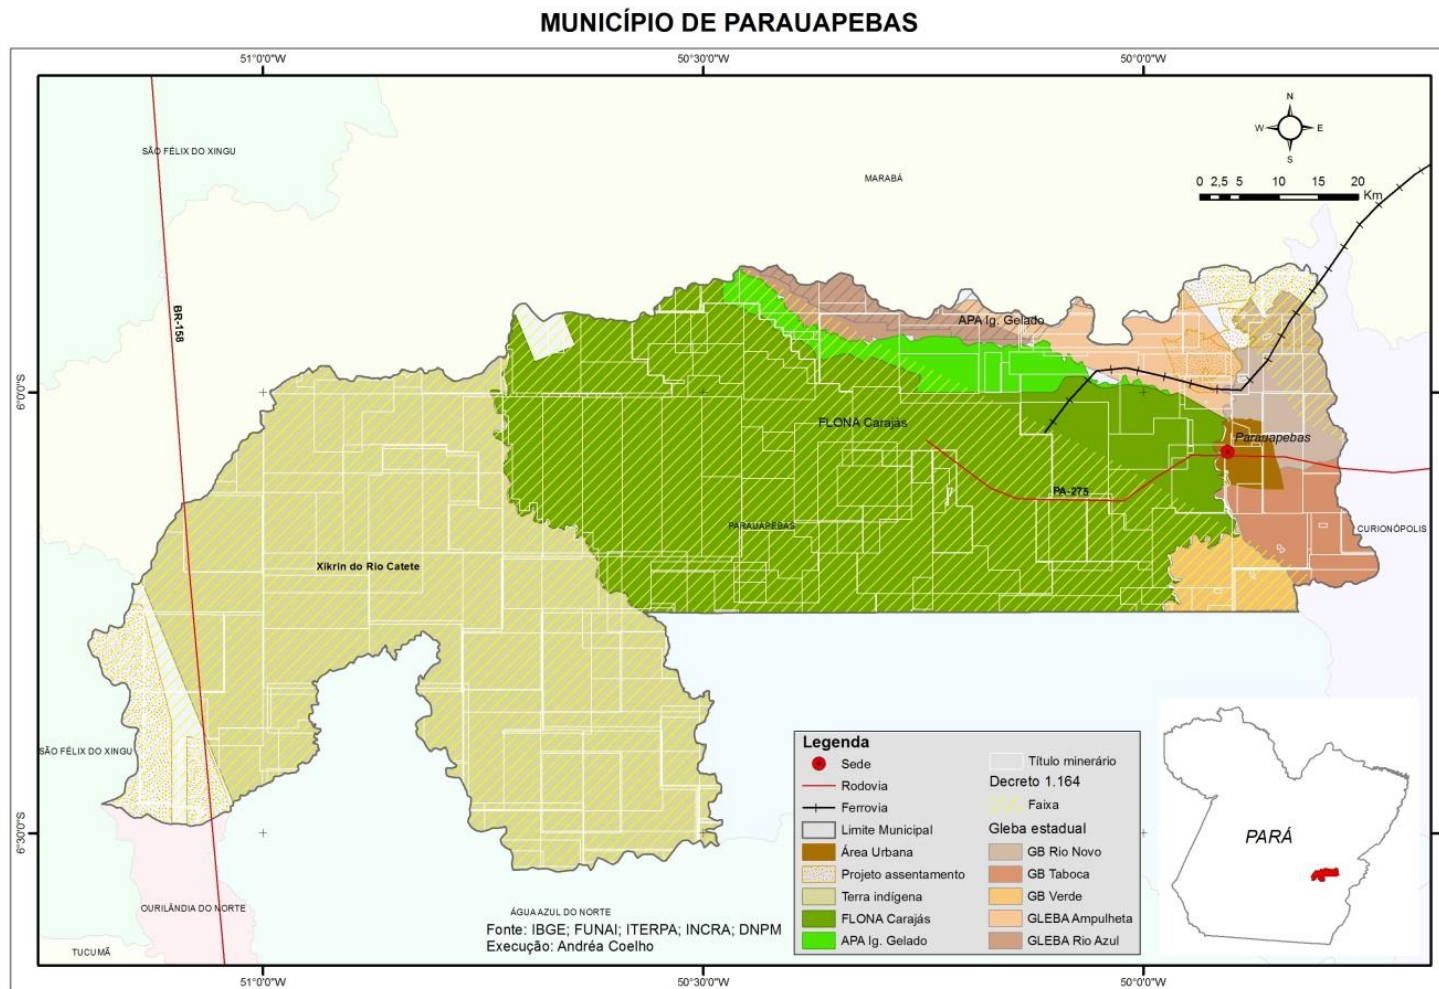 MUNICÍPIO DE PARAUAPEBAS
51°0'0"W
50°30'0"W
50°0'0"W
N
W
E
S
SÃO FÉLIX DO XINGU
MARABÁ
0 2,5 5 10 15 20
Km
BR-158
APA Ig. Gelado
6°0'0"S
FLONA Carajás
Parauapebas
PA-275
PARAUAPEBAS
CURIONÓPOLIS
Xikrin do Rio Catete
SÃO FÉLIX DO XINGU
6°30'0"S
OURILÂNDIA DO NORTE
TUCUMÃ
ÁGUA AZUL DO NORTE
Fonte: IBGE; FUNAI; ITERPA; INCRA; DNPM
Execução: Andréa Coelho
Legenda
Sede
Rodovia
Ferrovia
Limite Municipal
Área Urbana
Projeto assentamento
Terra indígena
FLONA Carajás
APA Ig. Gelado
Título minerário
Decreto 1.164
Faixa
Gleba estadual
GB Rio Novo
GB Taboca
GB Verde
GLEBA Ampulheta
GLEBA Rio Azul
PARÁ
51°0'0"W
50°30'0"W
50°0'0"W